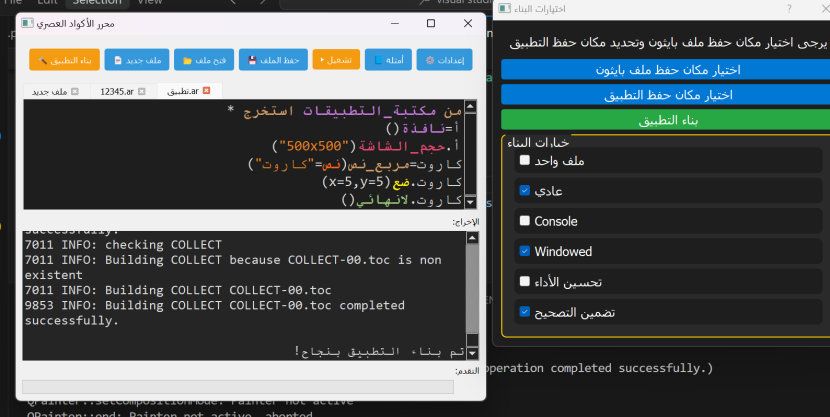 File
Edit
Selection
View
محرر الأكواد العصري
إعدادات
أمثلة
تشغيل
حفظ الملف
فتح ملف
ملف جديد
بناء التطبيق
ملف جديد
12345.ar
تطبيق.ar
من مكتبة_التطبيقات استخرج *
أ=نافذة()
أ.حجم_الشاشة("500x500")
كاروت=مربع_نص(نص="كاروت")
كاروت.ضع(x=5,y=5)
كاروت.لانهائي()
الإخراج:
successfully.
7011 INFO: checking COLLECT
7011 INFO: Building COLLECT because COLLECT-00.toc is non
existent
7011 INFO: Building COLLECT COLLECT-00.toc
9853 INFO: Building COLLECT COLLECT-00.toc completed
successfully.
تم بناء التطبيق بنجاح!
التقدم:
اختيارات البناء
يرجى اختيار مكان حفظ ملف بايثون وتحديد مكان حفظ التطبيق
اختيار مكان حفظ ملف بايثون
اختيار مكان حفظ التطبيق
بناء التطبيق
خيارات البناء
ملف واحد
عادي
Console
Windowed
تحسين الأداء
تضمين التصحيح
operation completed successfully.)
QPainter::setCompositionMode: Painter not active
QPainter::end: Painter not active, aborted